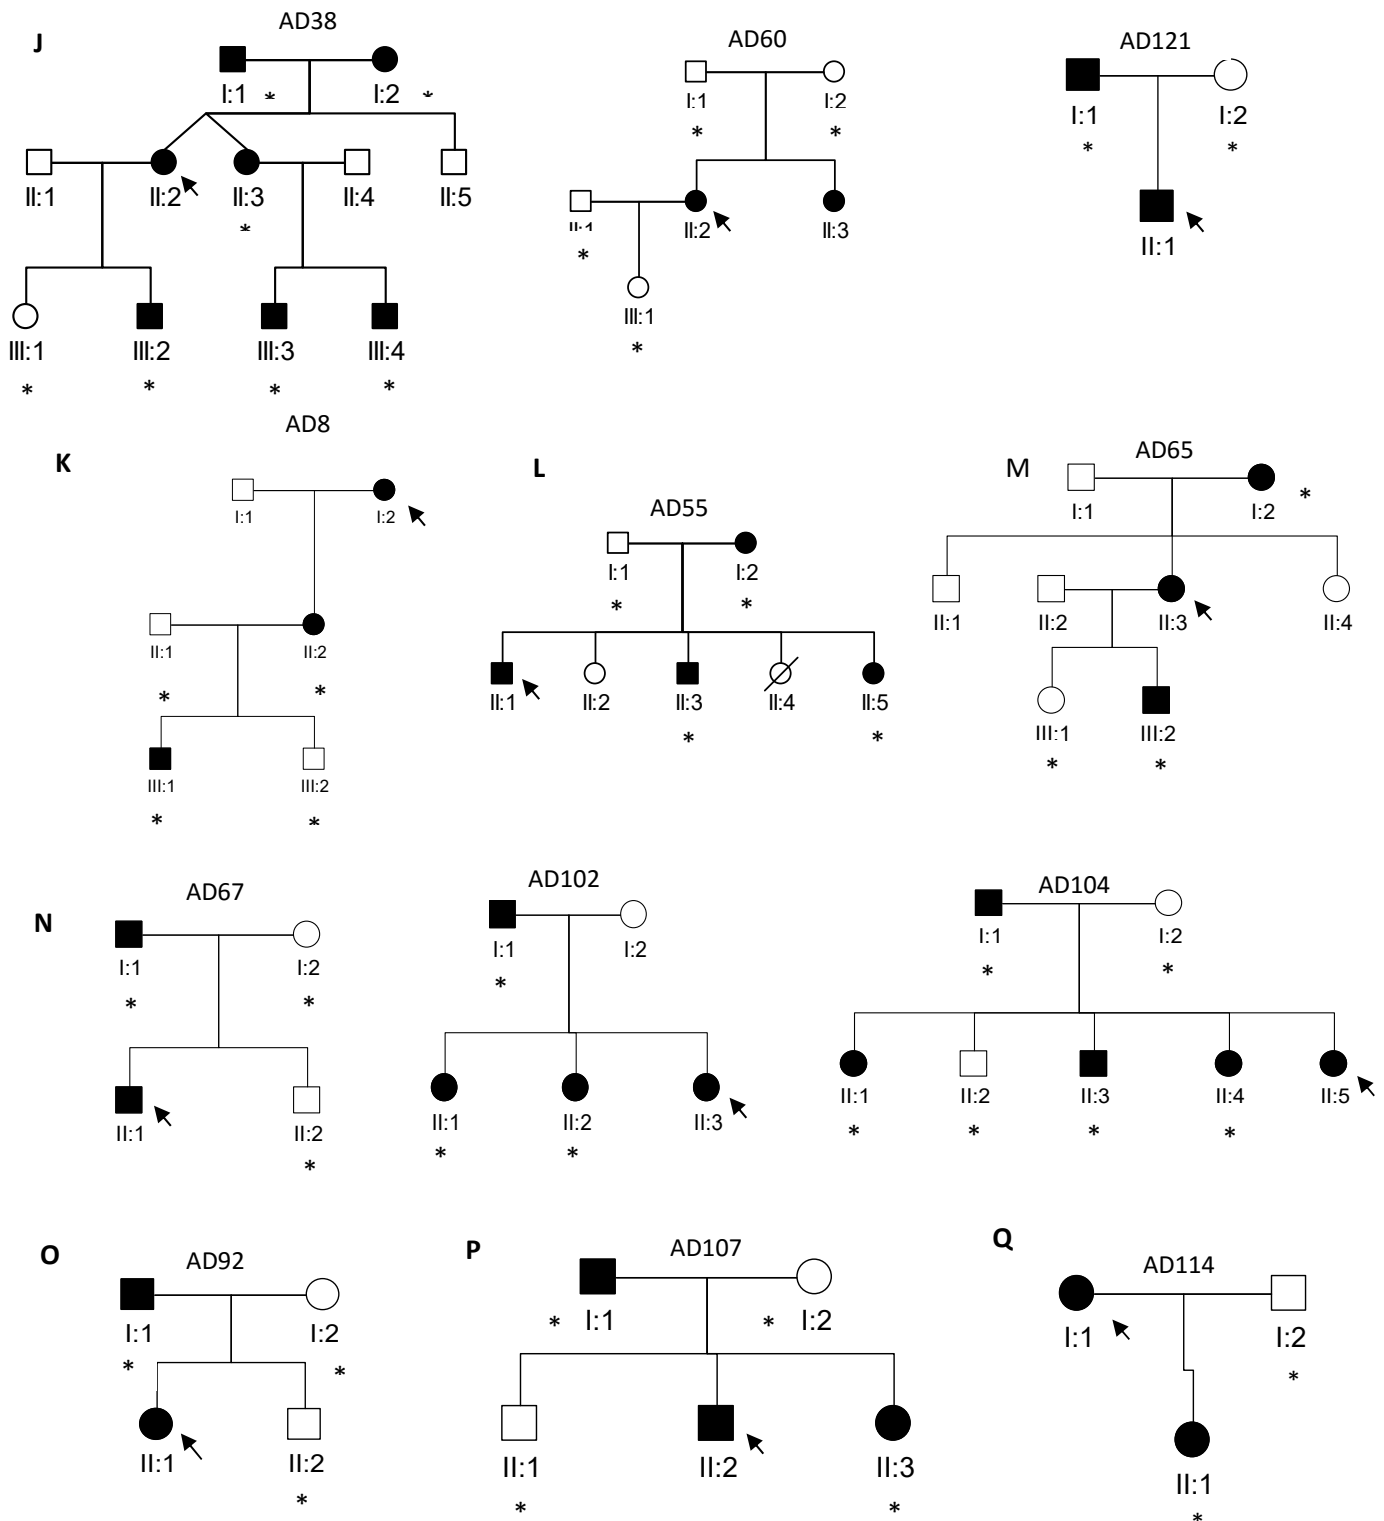 J AD38 AD60 AD121
I:1 * I:2 * I:1 I:2 I:1 I:2
* * * *
II:1 II:2 II:3 II:4 II:5 II:1 II:2 II:3 II:1
* *
III:1 III:2 III:3 III:4 III:1
* * * * *
AD8
K L AD55 M AD65
I:1 I:2 I:1 I:2 I:1 I:2 *
* *
II:1 II:2 II:1 II:2 II:3 II:4 II:5 II:1 II:2 II:3 II:4
* * * *
III:1 III:2 III:1 III:2
* * * *
N AD67 AD102 AD104
I:1 I:2 I:1 I:2 I:1 I:2
* * * * *
II:1 II:2 II:1 II:2 II:3 II:1 II:2 II:3 II:4 II:5
* * * * * * *
O AD92 P AD107 Q AD114
I:1 I:2 * I:1 * I:2 I:1 I:2
* * *
II:1 II:2 II:1 II:2 II:3 II:1
* * * *